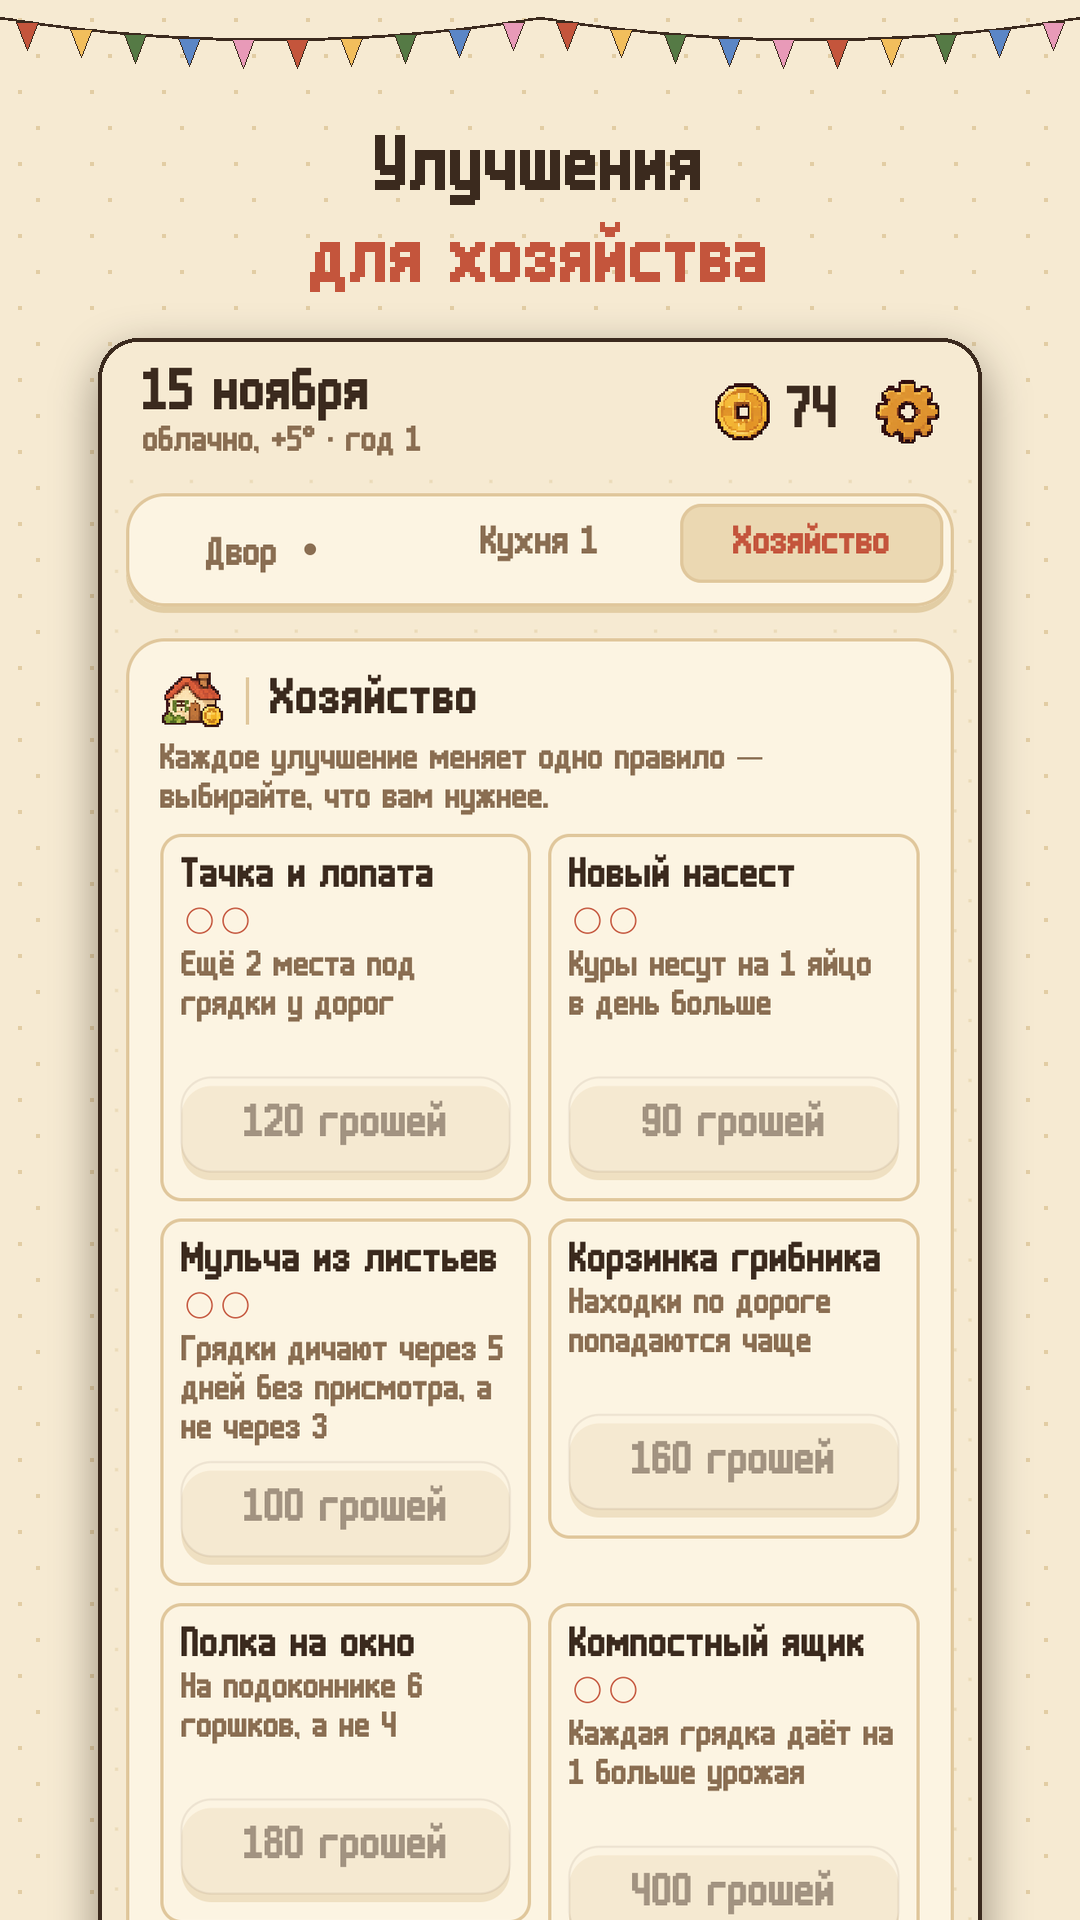 Улучшения
для хозяйства
15 ноября
74
облачно, +5° · год 1
Двор •
Кухня 1
Хозяйство
Хозяйство
Каждое улучшение меняет одно правило —
выбирайте, что вам нужнее.
Тачка и лопата
Ещё 2 места под
грядки у дорог
120 грошей
Новый насест
Куры несут на 1 яйцо
в день больше
90 грошей
Мульча из листьев
Грядки дичают через 5
дней без присмотра, а
не через 3
100 грошей
Корзинка грибника
Находки по дороге
попадаются чаще
160 грошей
Полка на окно
На подоконнике 6
горшков, а не 4
180 грошей
Компостный ящик
Каждая грядка даёт на
1 больше урожая
400 грошей